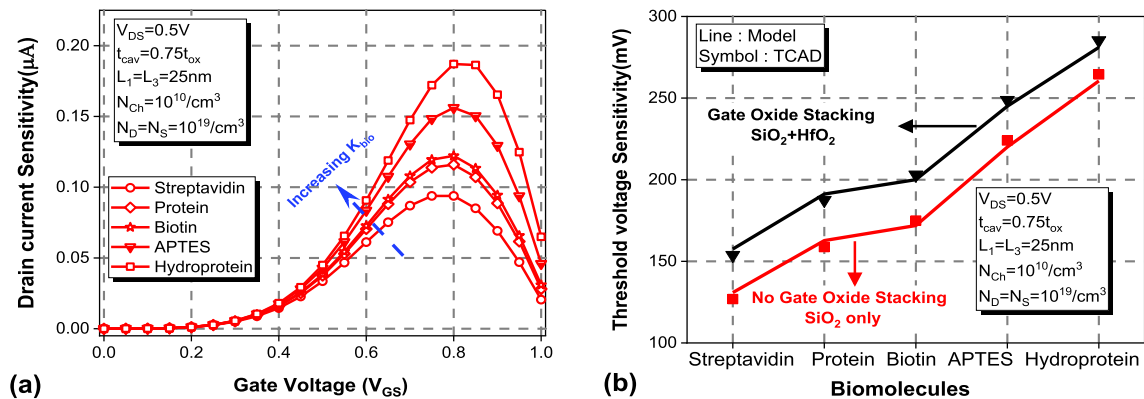 V_DS=0.5V
t_cav=0.75t_ox
L_1=L_3=25nm
N_Ch=10^10/cm^3
N_D=N_S=10^19/cm^3
Increasing K_bio
Streptavidin
Protein
Biotin
APTES
Hydroprotein
Drain current Sensitivity(μA)
0.20
0.15
0.10
0.05
0.00
0.0 0.2 0.4 0.6 0.8 1.0
Gate Voltage (V_GS)
(a)
Line : Model
Symbol : TCAD
Gate Oxide Stacking
SiO_2+HfO_2
V_DS=0.5V
t_cav=0.75t_ox
L_1=L_3=25nm
N_Ch=10^10/cm^3
N_D=N_S=10^19/cm^3
No Gate Oxide Stacking
SiO_2 only
Threshold voltage Sensitivity(mV)
300
250
200
150
100
Streptavidin Protein Biotin APTES Hydroprotein
Biomolecules
(b)